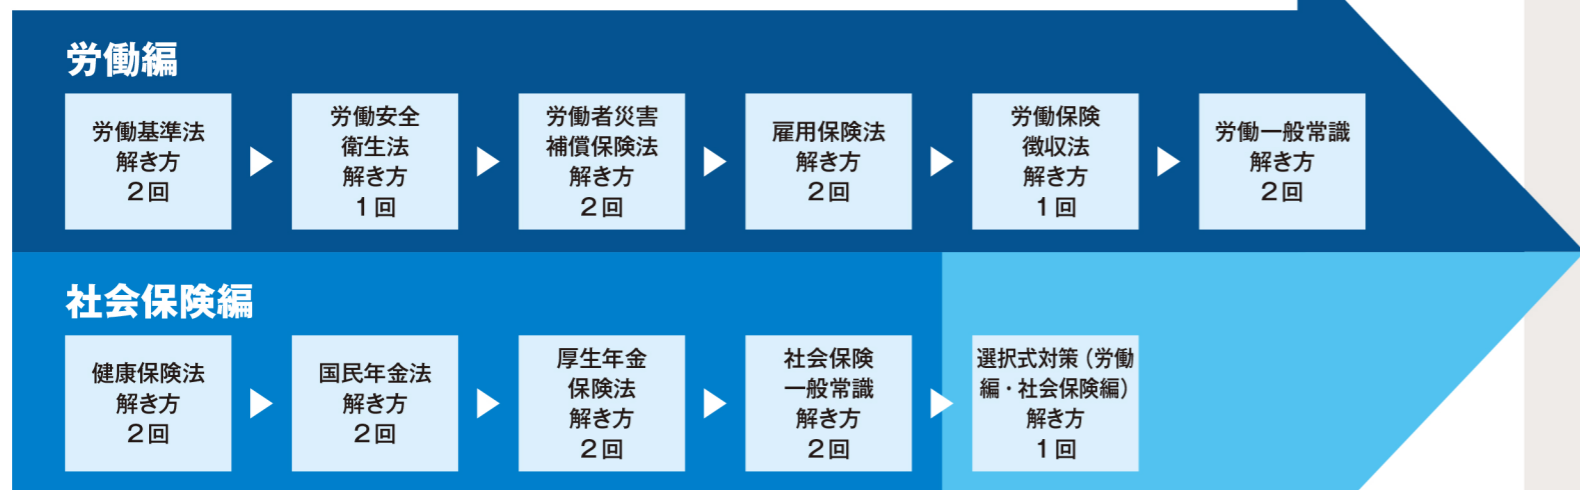 労働編
労働基準法
解き方
2回
労働安全
衛生法
解き方
1回
労働者災害
補償保険法
解き方
2回
雇用保険法
解き方
2回
労働保険
徴収法
解き方
1回
労働一般常識
解き方
2回
社会保険編
健康保険法
解き方
2回
国民年金法
解き方
2回
厚生年金
保険法
解き方
2回
社会保険
一般常識
解き方
2回
選択式対策（労働
編・社会保険編）
解き方
1回